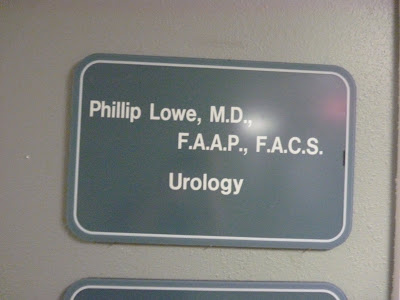 Phillip Lowe, M.D.,
F.A.A.P., F.A.C.S.
Urology